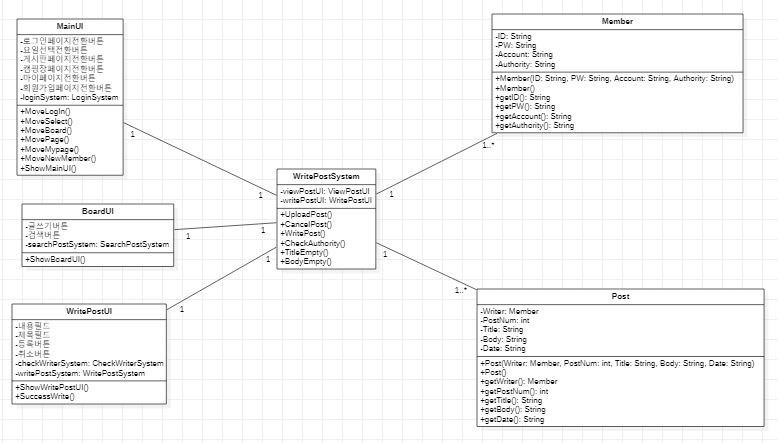 MainUI
-로그인페이지전환버튼
-요일선택전환버튼
-게시판페이지전환버튼
-캠핑장페이지전환버튼
-마이페이지전환버튼
-회원가입페이지전환버튼
-loginSystem: LoginSystem
+MoveLogIn()
+MoveSelect()
+MoveBoard()
+MovePage()
+MoveMypage()
+MoveNewMember()
+ShowMainUI()
1
1
BoardUI
-글쓰기버튼
-검색버튼
-searchPostSystem: SearchPostSystem
+ShowBoardUI()
1
1
WritePostUI
-내용필드
-제목필드
-등록버튼
-취소버튼
-checkWriterSystem: CheckWriterSystem
-writePostSystem: WritePostSystem
+ShowWritePostUI()
+SuccessWrite()
1
1
WritePostSystem
-viewPostUI: ViewPostUI
-writePostUI: WritePostUI
+UploadPost()
+CancelPost()
+WritePost()
+CheckAuthority()
+TitleEmpty()
+BodyEmpty()
1
1..*
Member
-ID: String
-PW: String
-Account: String
-Authority: String
+Member(ID: String, PW: String, Account: String, Authority: String)
+Member()
+getID(): String
+getPW(): String
+getAccount(): String
+getAuthority(): String
1
1..*
Post
-Writer: Member
-PostNum: int
-Title: String
-Body: String
-Date: String
+Post(Writer: Member, PostNum: int, Title: String, Body: String, Date: String)
+Post()
+getWriter(): Member
+getPostNum(): int
+getTitle(): String
+getBody(): String
+getDate(): String